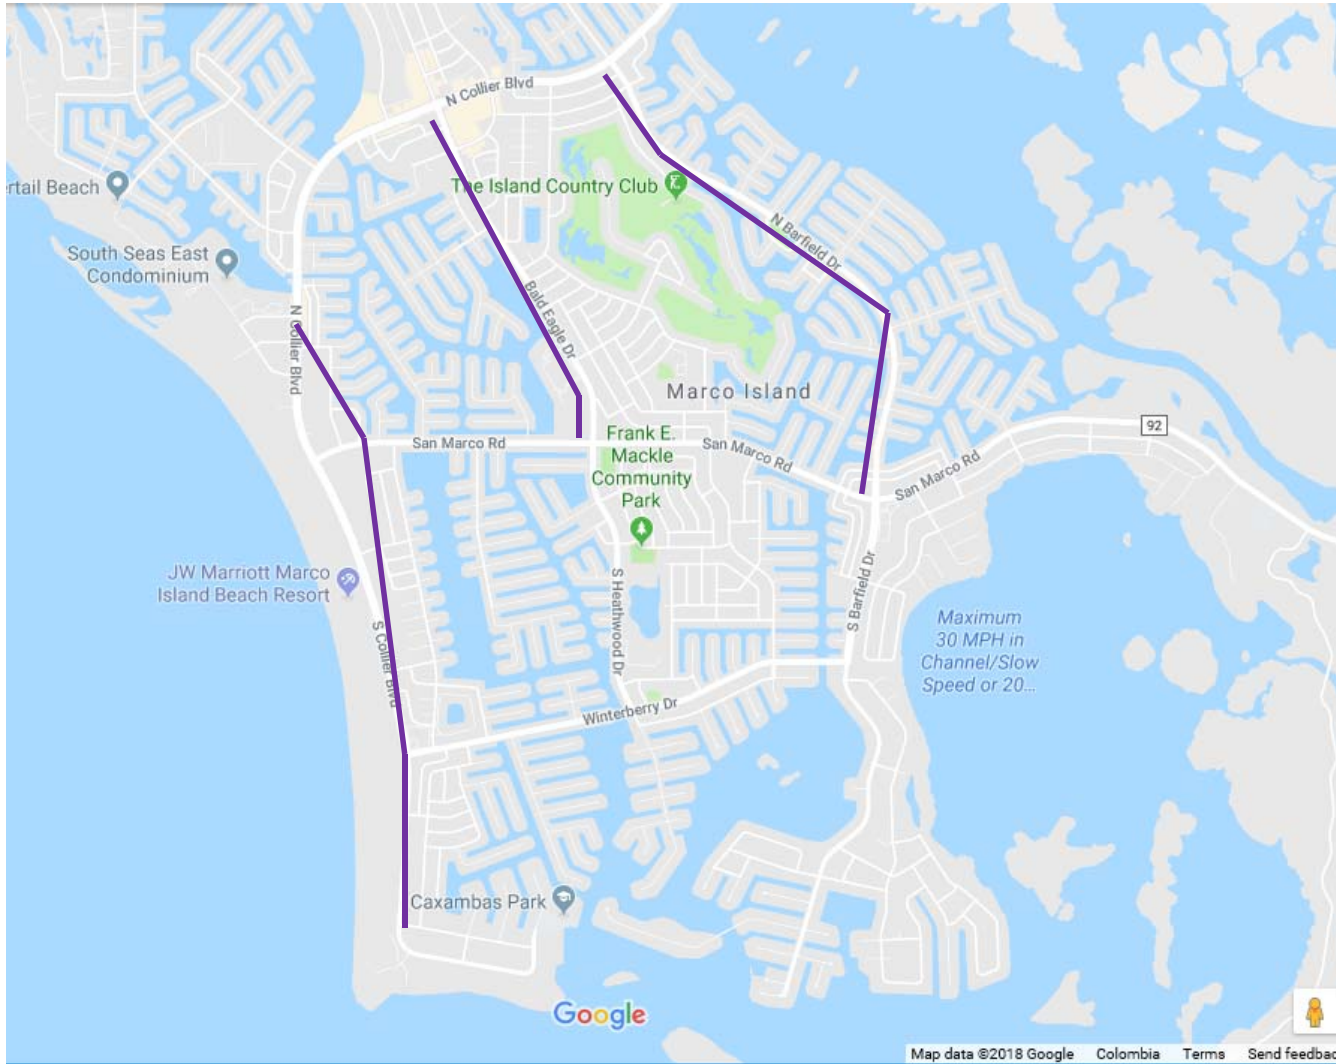 N Collier Blvd
The Island Country Club
ertail Beach
South Seas East
Condominium
N Barfield Dr
Bald Eagle Dr
N Collier Blvd
Marco Island
San Marco Rd
Frank E.
Mackle
Community
Park
San Marco Rd
92
San Marco Rd
JW Marriott Marco
Island Beach Resort
S Collier Blvd
S Heathwood Dr
S Barfield Dr
Maximum
30 MPH in
Channel/Slow
Speed or 20...
Winterberry Dr
Caxambas Park
Google
Map data ©2018 Google Colombia Terms Send feedbac